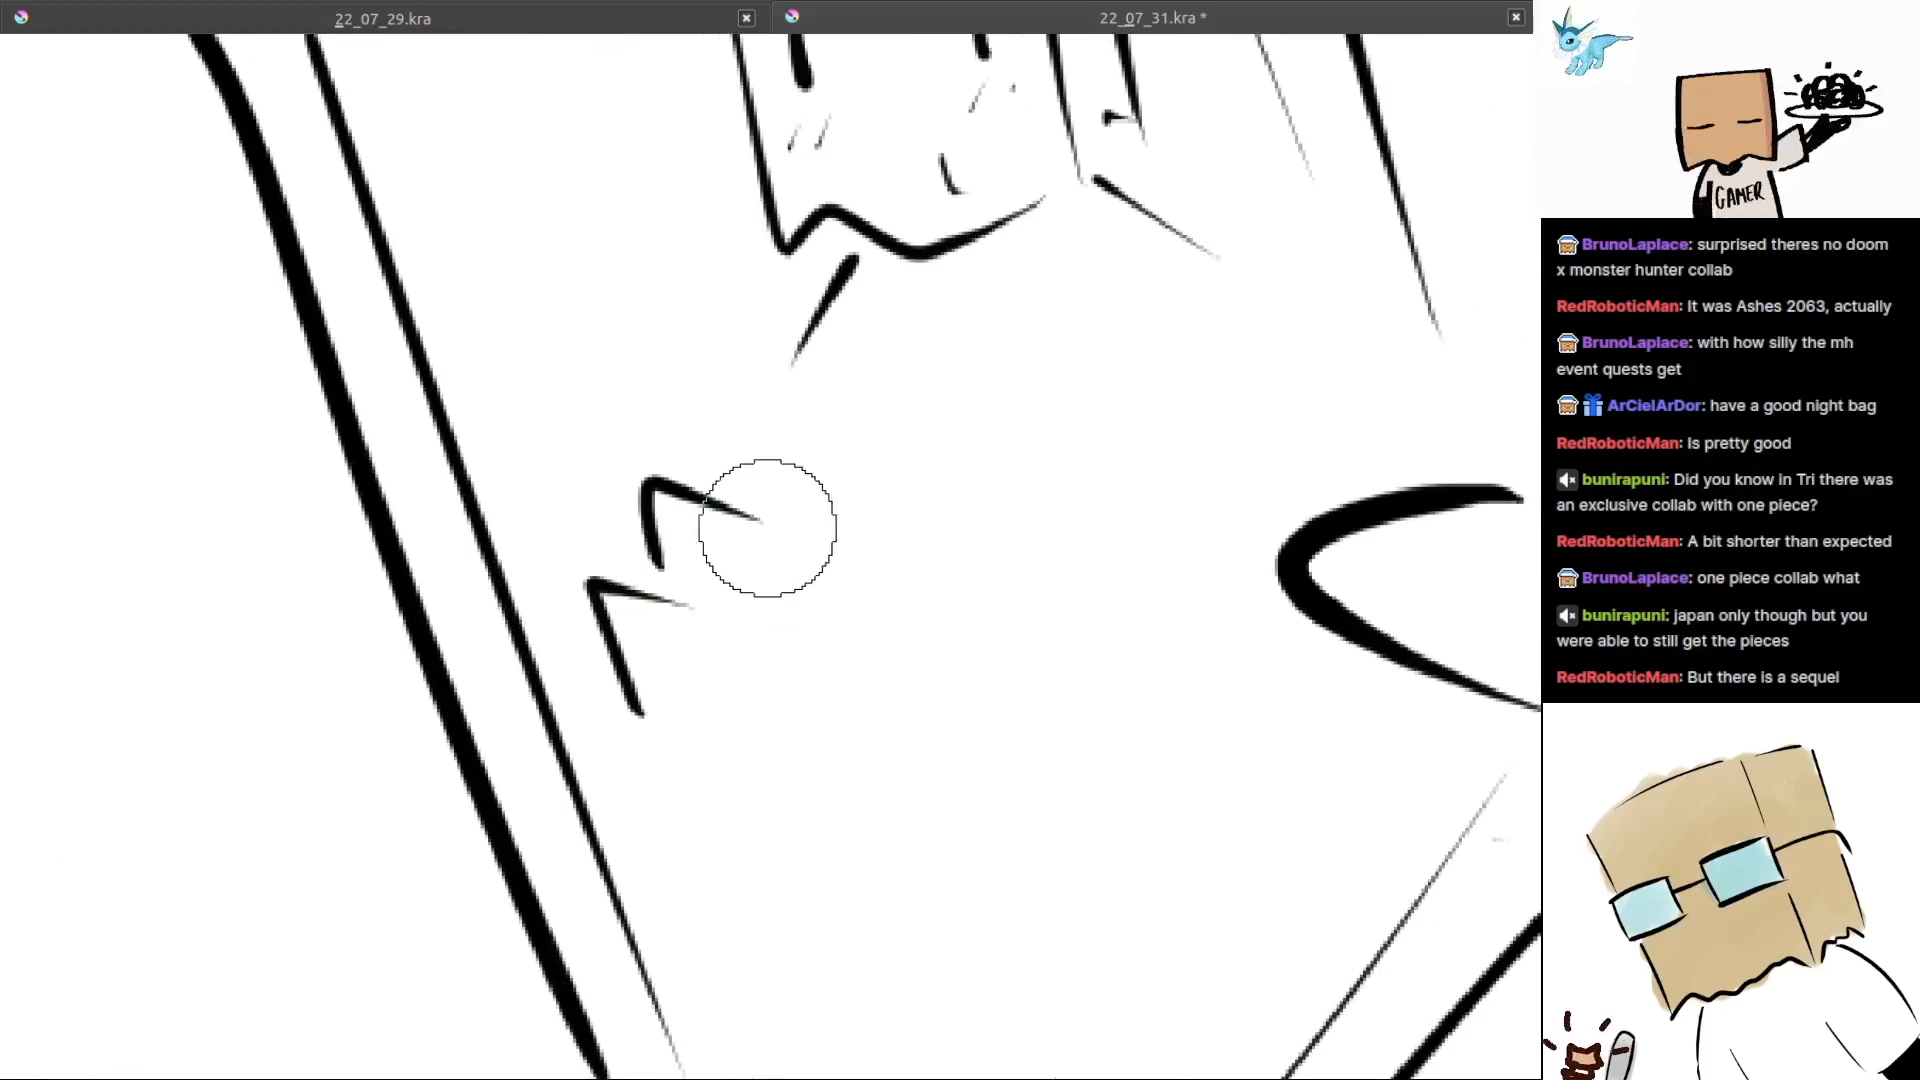 22_07_29.kra
22_07_31.kra *
GAMER
BrunoLaplace: surprised theres no doom
x monster hunter collab
RedRoboticMan: It was Ashes 2063, actually
BrunoLaplace: with how silly the mh
event quests get
ArCielArDor: have a good night bag
RedRoboticMan: Is pretty good
bunirapuni: Did you know in Tri there was
an exclusive collab with one piece?
RedRoboticMan: A bit shorter than expected
BrunoLaplace: one piece collab what
bunirapuni: japan only though but you
were able to still get the pieces
RedRoboticMan: But there is a sequel